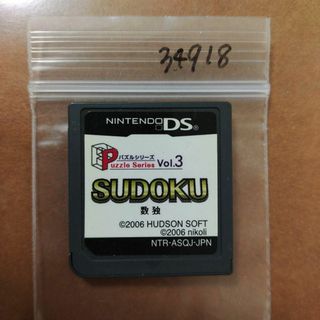 34918
NINTENDO DS
パズルシリーズ
Puzzle Series Vol.3
SUDOKU
数独
©2006 HUDSON SOFT
©2006 nikoli
NTR-ASQJ-JPN